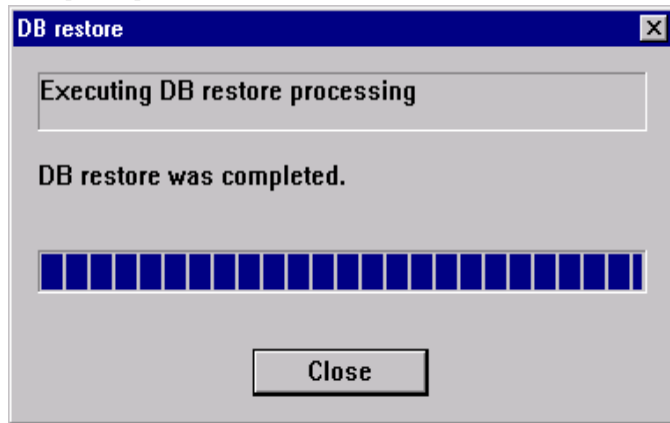 DB restore
Executing DB restore processing
DB restore was completed.
Close